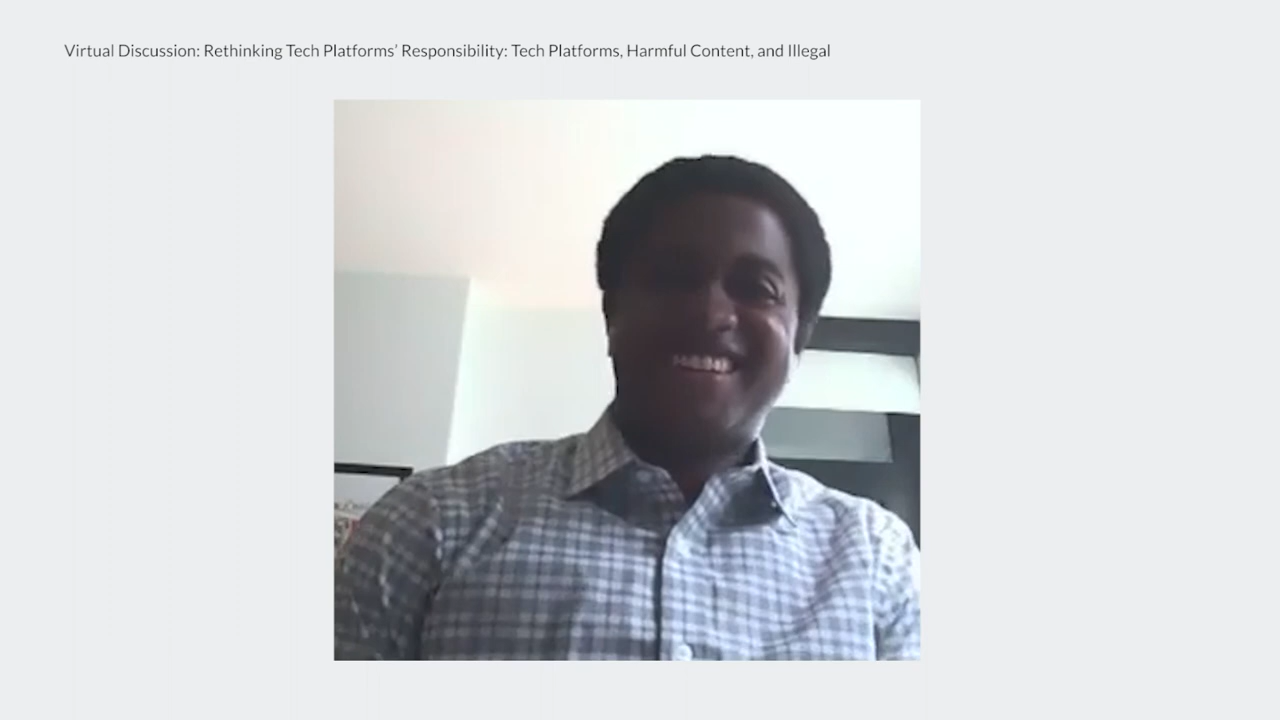 Virtual Discussion: Rethinking Tech Platforms’ Responsibility: Tech Platforms, Harmful Content, and Illegal